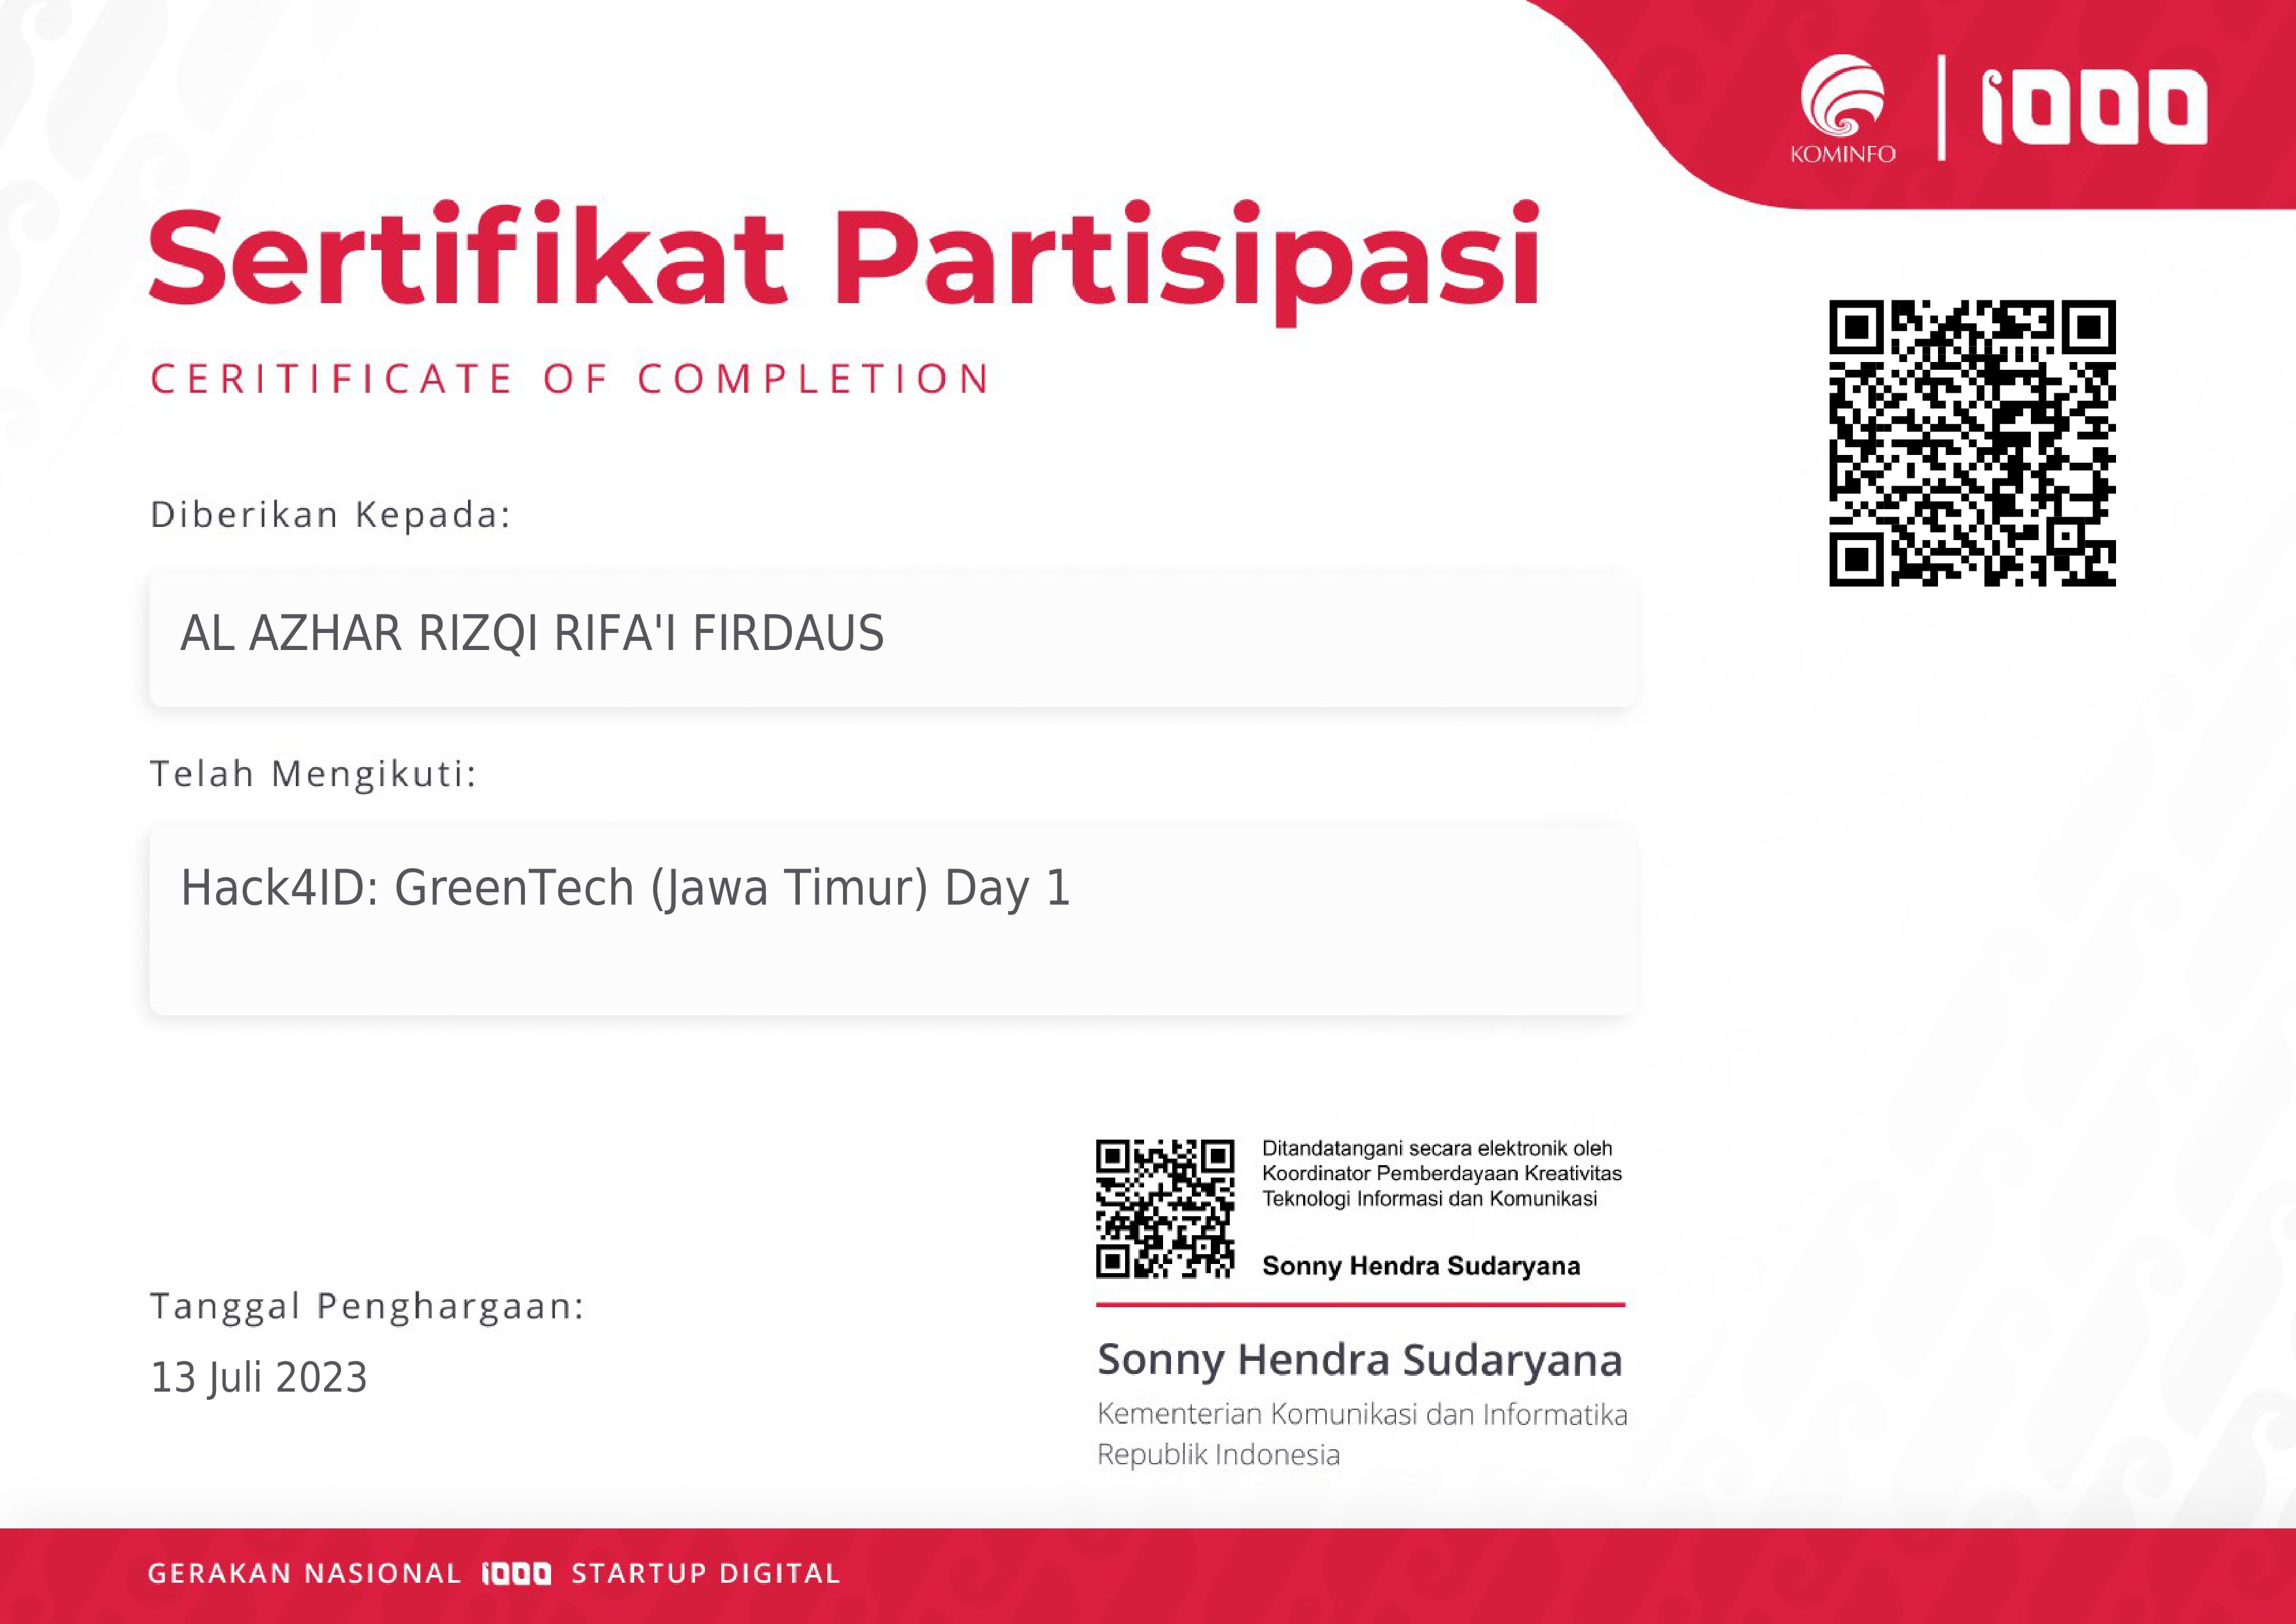 KOMINFO
1000
Sertifikat Partisipasi
CERITIFICATE OF COMPLETION
Diberikan Kepada:
AL AZHAR RIZQI RIFA'I FIRDAUS
Telah Mengikuti:
Hack4ID: GreenTech (Jawa Timur) Day 1
Ditandatangani secara elektronik oleh
Koordinator Pemberdayaan Kreativitas
Teknologi Informasi dan Komunikasi
Sonny Hendra Sudaryana
Tanggal Penghargaan:
13 Juli 2023
Sonny Hendra Sudaryana
Kementerian Komunikasi dan Informatika
Republik Indonesia
GERAKAN NASIONAL 1000 STARTUP DIGITAL